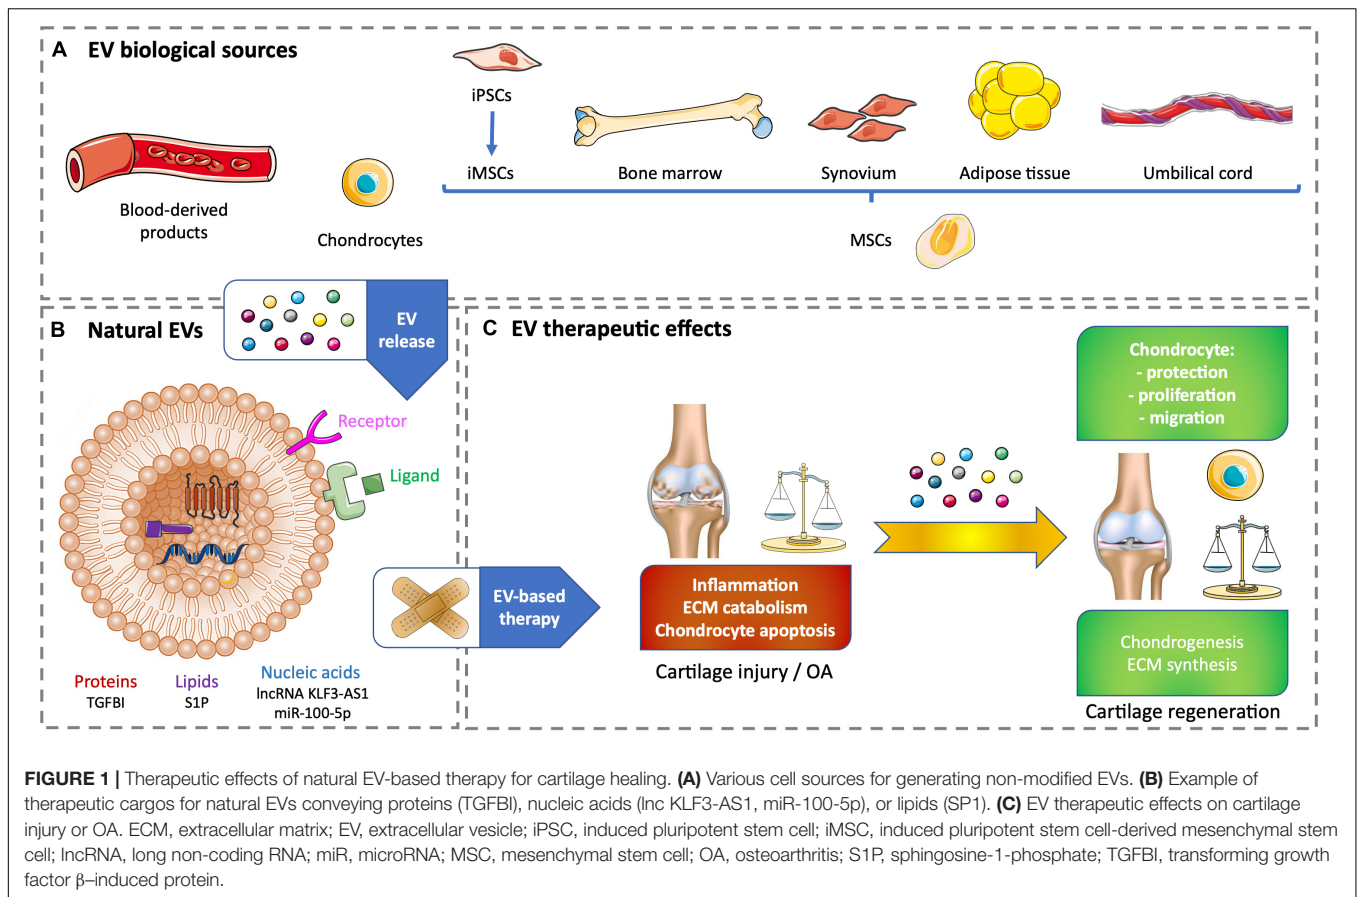 A EV biological sources
iPSCs
iMSCs
Bone marrow
Synovium
Adipose tissue
Umbilical cord
Blood-derived
products
Chondrocytes
MSCs
B Natural EVs
EV
release
Receptor
Ligand
Proteins
TGFBI
Lipids
S1P
Nucleic acids
lncRNA KLF3-AS1
miR-100-5p
EV-based
therapy
C EV therapeutic effects
Inflammation
ECM catabolism
Chondrocyte apoptosis
Cartilage injury / OA
Chondrocyte:
- protection
- proliferation
- migration
Chondrogenesis
ECM synthesis
Cartilage regeneration
FIGURE 1 | Therapeutic effects of natural EV-based therapy for cartilage healing. (A) Various cell sources for generating non-modified EVs. (B) Example of
therapeutic cargos for natural EVs conveying proteins (TGFBI), nucleic acids (lnc KLF3-AS1, miR-100-5p), or lipids (SP1). (C) EV therapeutic effects on cartilage
injury or OA. ECM, extracellular matrix; EV, extracellular vesicle; iPSC, induced pluripotent stem cell; iMSC, induced pluripotent stem cell-derived mesenchymal stem
cell; lncRNA, long non-coding RNA; miR, microRNA; MSC, mesenchymal stem cell; OA, osteoarthritis; S1P, sphingosine-1-phosphate; TGFBI, transforming growth
factor β–induced protein.